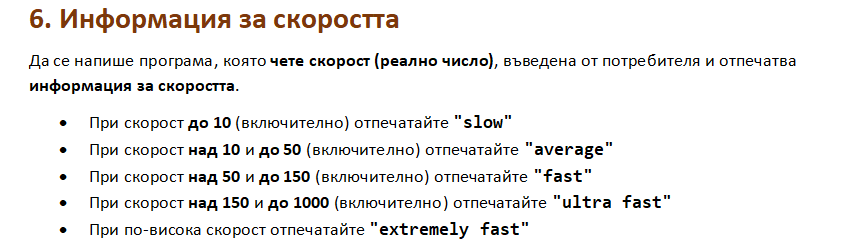 6. Информация за скоростта
Да се напише програма, която чете скорост (реално число), въведена от потребителя и отпечатва
информация за скоростта.
• При скорост до 10 (включително) отпечатайте "slow"
• При скорост над 10 и до 50 (включително) отпечатайте "average"
• При скорост над 50 и до 150 (включително) отпечатайте "fast"
• При скорост над 150 и до 1000 (включително) отпечатайте "ultra fast"
• При по-висока скорост отпечатайте "extremely fast"